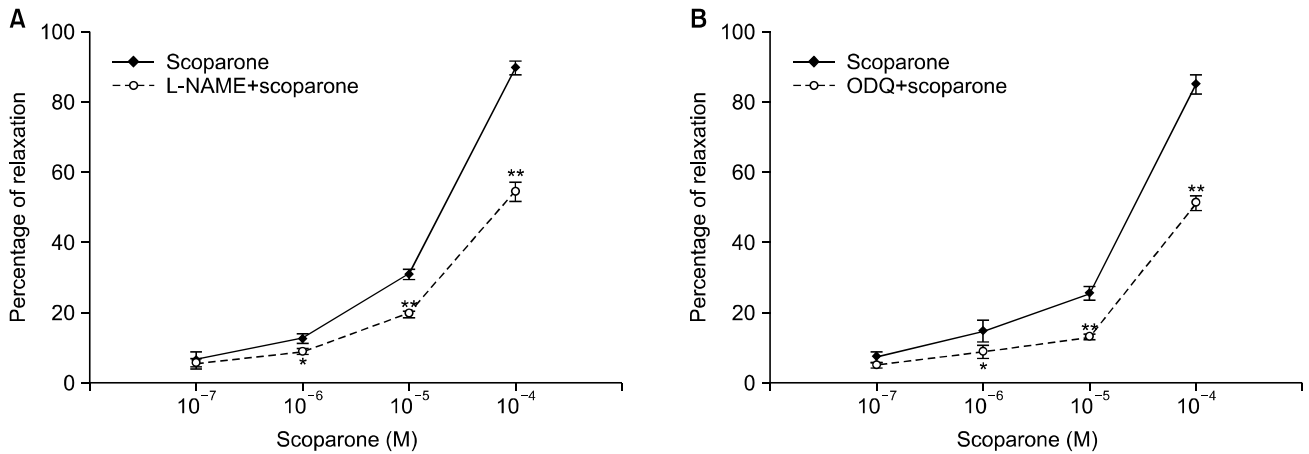 A
Percentage of relaxation
100
80
60
40
20
0
Scoparone
L-NAME+scoparone
**
**
*
10⁻⁷ 10⁻⁶ 10⁻⁵ 10⁻⁴
Scoparone (M)
B
Percentage of relaxation
100
80
60
40
20
0
Scoparone
ODQ+scoparone
**
**
*
10⁻⁷ 10⁻⁶ 10⁻⁵ 10⁻⁴
Scoparone (M)